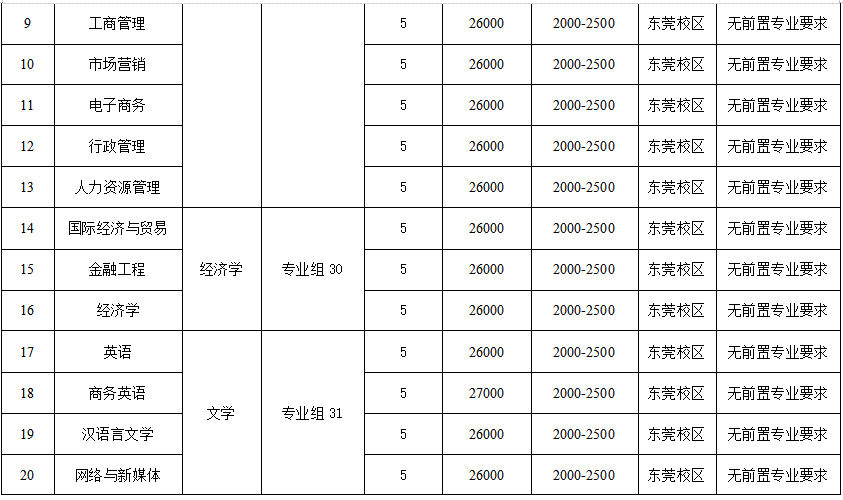 9 工商管理 5 26000 2000-2500 东莞校区 无前置专业要求
10 市场营销 5 26000 2000-2500 东莞校区 无前置专业要求
11 电子商务 5 26000 2000-2500 东莞校区 无前置专业要求
12 行政管理 5 26000 2000-2500 东莞校区 无前置专业要求
13 人力资源管理 5 26000 2000-2500 东莞校区 无前置专业要求
14 国际经济与贸易 5 26000 2000-2500 东莞校区 无前置专业要求
15 金融工程 经济学 专业组 30 5 26000 2000-2500 东莞校区 无前置专业要求
16 经济学 5 26000 2000-2500 东莞校区 无前置专业要求
17 英语 5 26000 2000-2500 东莞校区 无前置专业要求
18 商务英语 5 27000 2000-2500 东莞校区 无前置专业要求
文学 专业组 31
19 汉语言文学 5 26000 2000-2500 东莞校区 无前置专业要求
20 网络与新媒体 5 26000 2000-2500 东莞校区 无前置专业要求